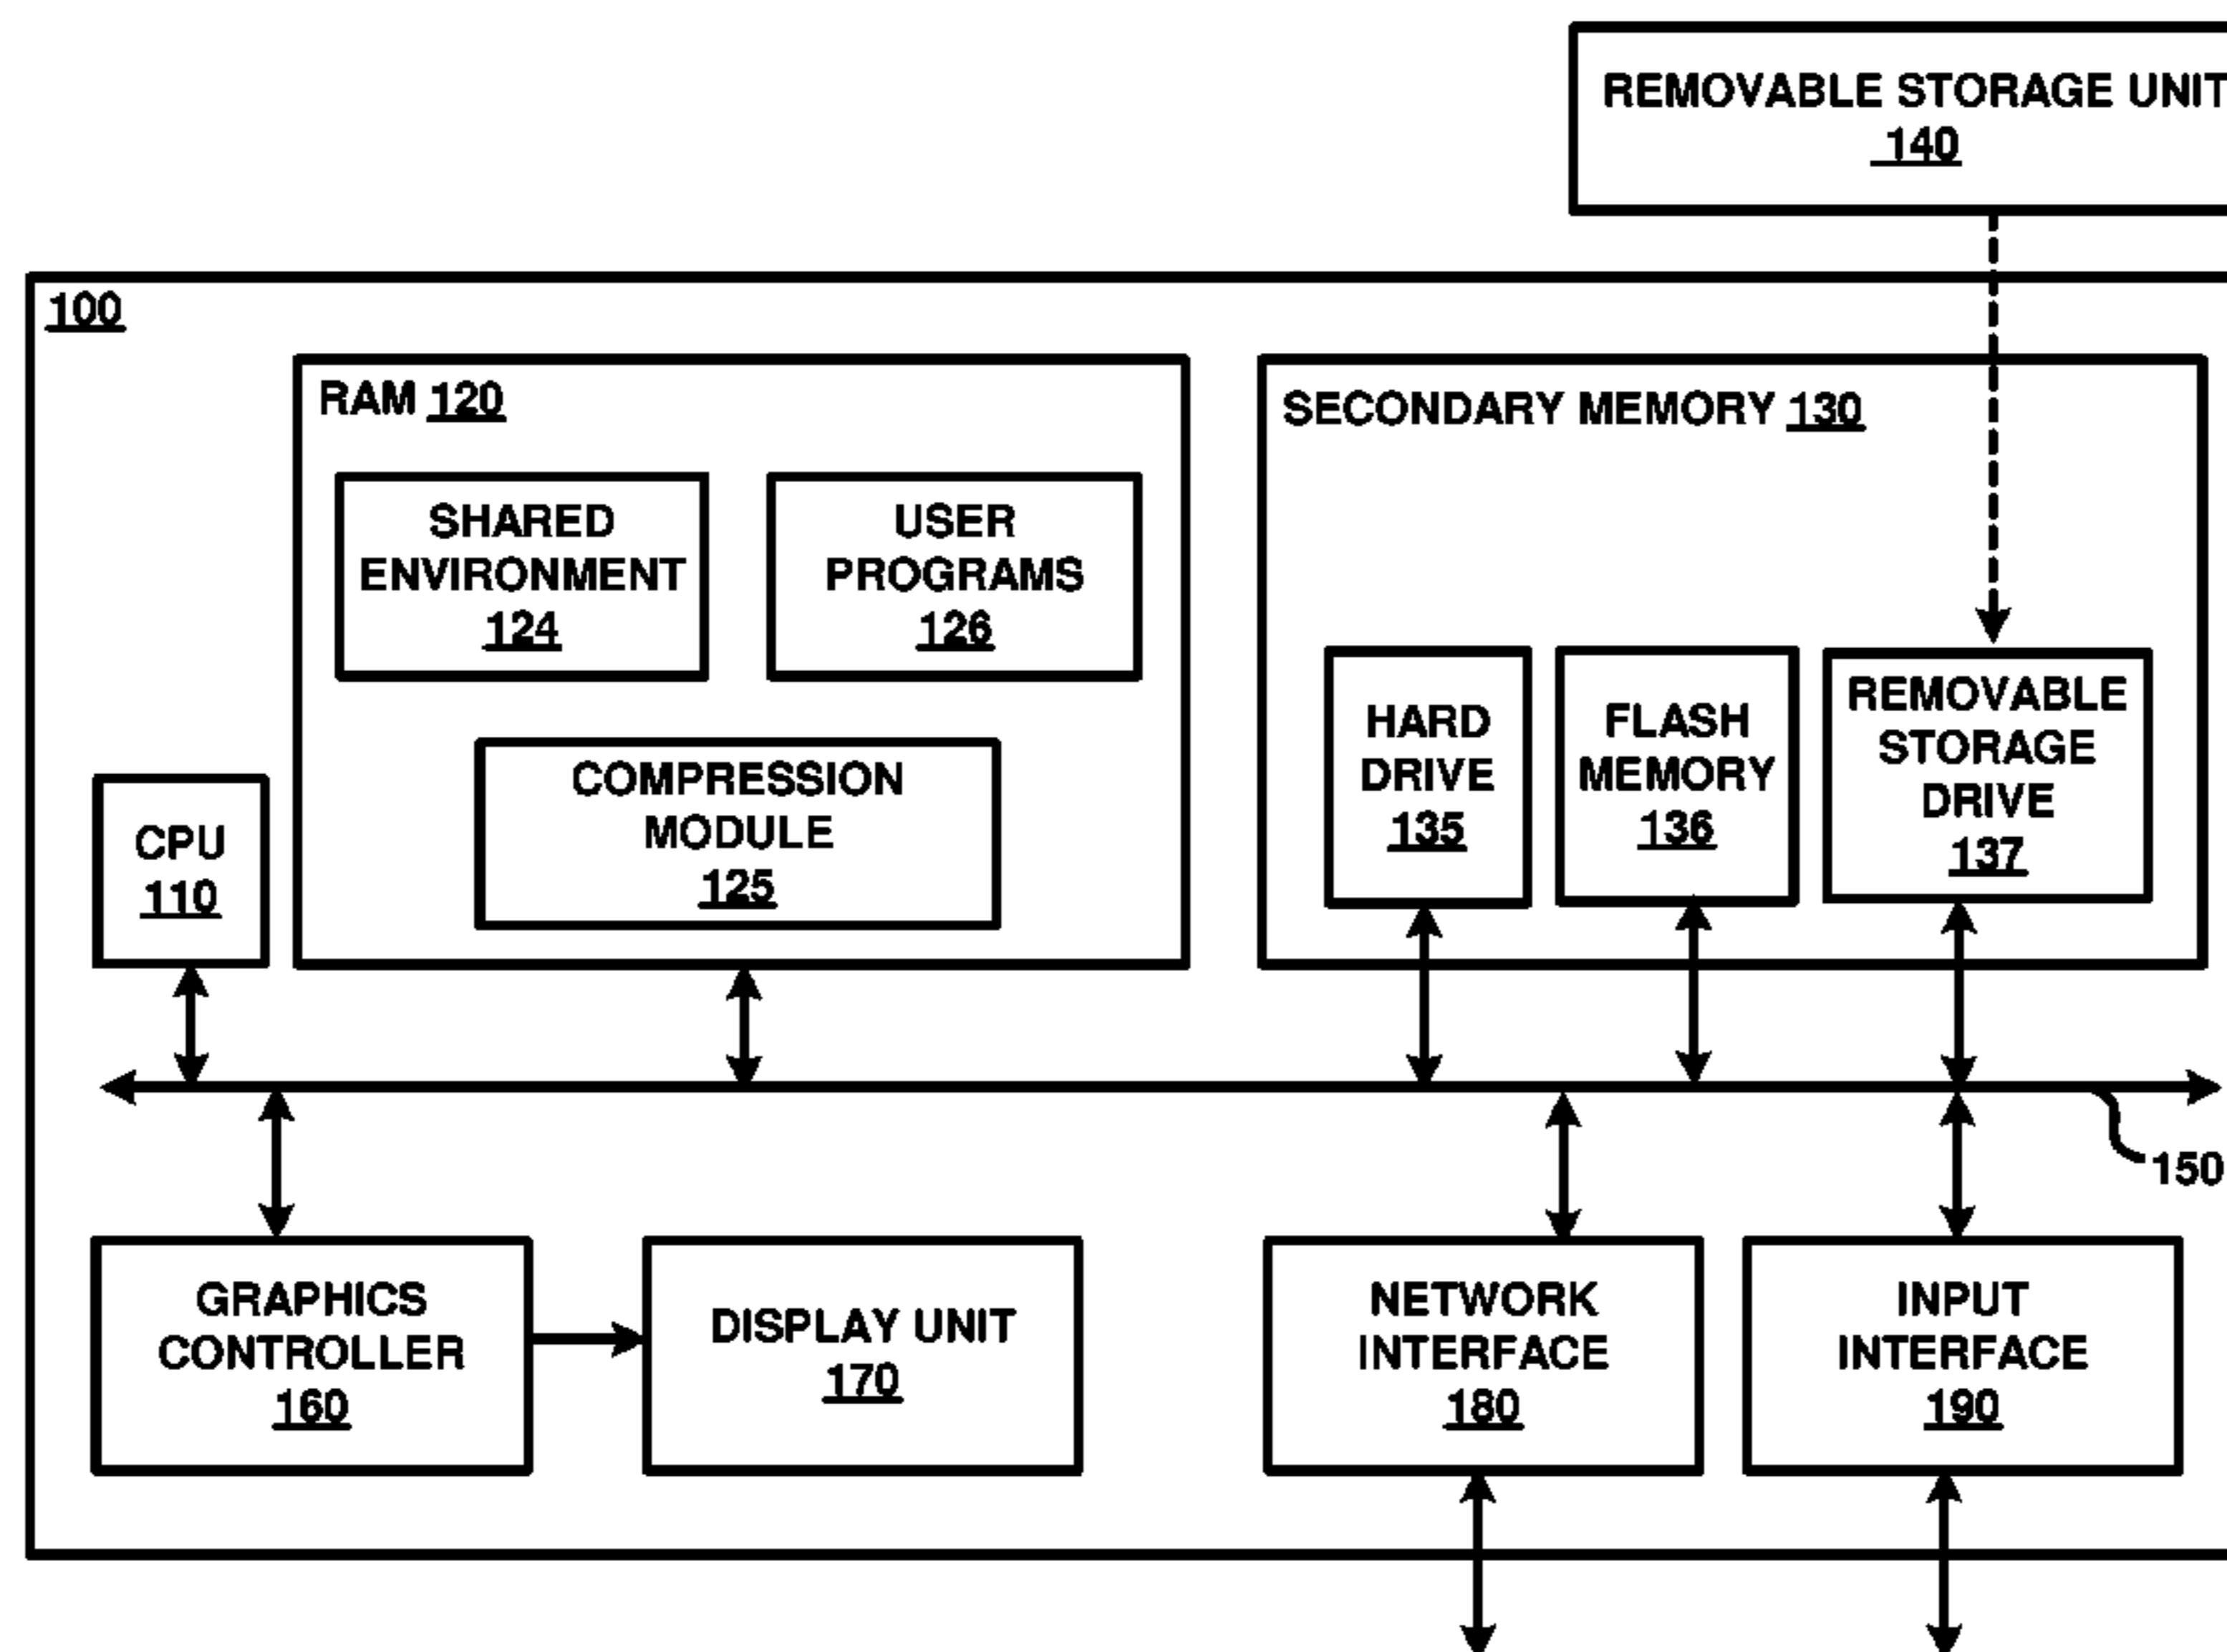 REMOVABLE STORAGE UNIT
140
100
RAM 120
SHARED
ENVIRONMENT
124
USER
PROGRAMS
126
COMPRESSION
MODULE
125
CPU
110
SECONDARY MEMORY 130
HARD
DRIVE
135
FLASH
MEMORY
136
REMOVABLE
STORAGE
DRIVE
137
150
GRAPHICS
CONTROLLER
160
DISPLAY UNIT
170
NETWORK
INTERFACE
180
INPUT
INTERFACE
190